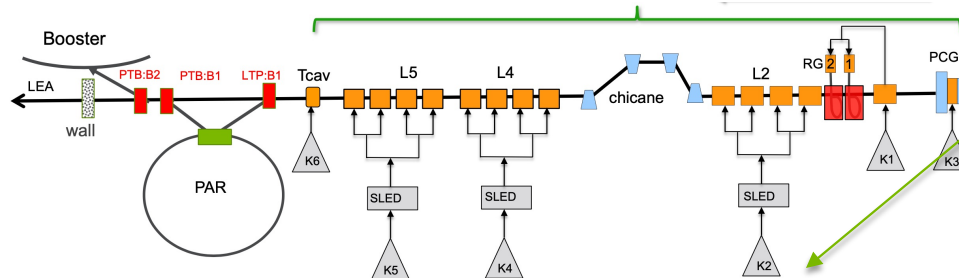 Booster
LEA
PTB:B2
PTB:B1
LTP:B1
Tcav
L5
L4
chicane
L2
RG
2
1
PCG
wall
PAR
K6
K1
K3
SLED
SLED
SLED
K5
K4
K2